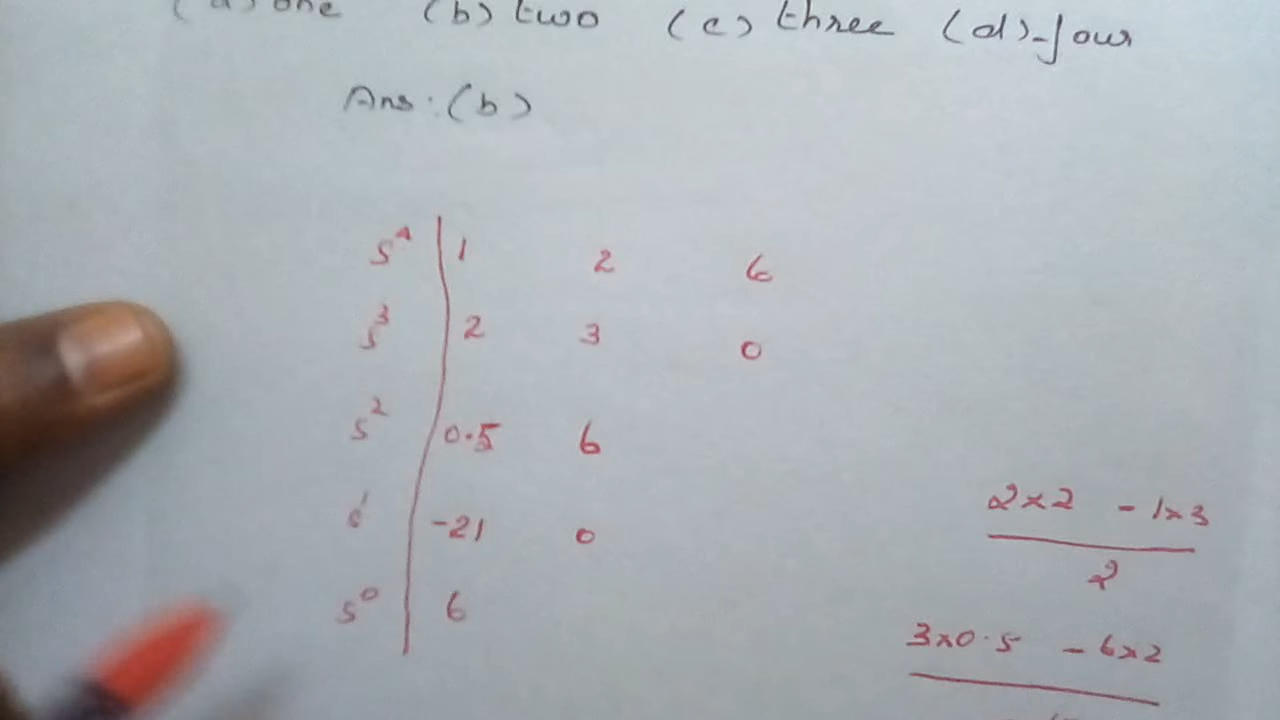 (a) one (b) two (c) three (d) four
Ans: (b)
s⁴ 1 2 6
s³ 2 3 0
s² 0.5 6
s¹ -21 0
s⁰ 6
2×2 - 1×3
2
3×0.5 - 6×2